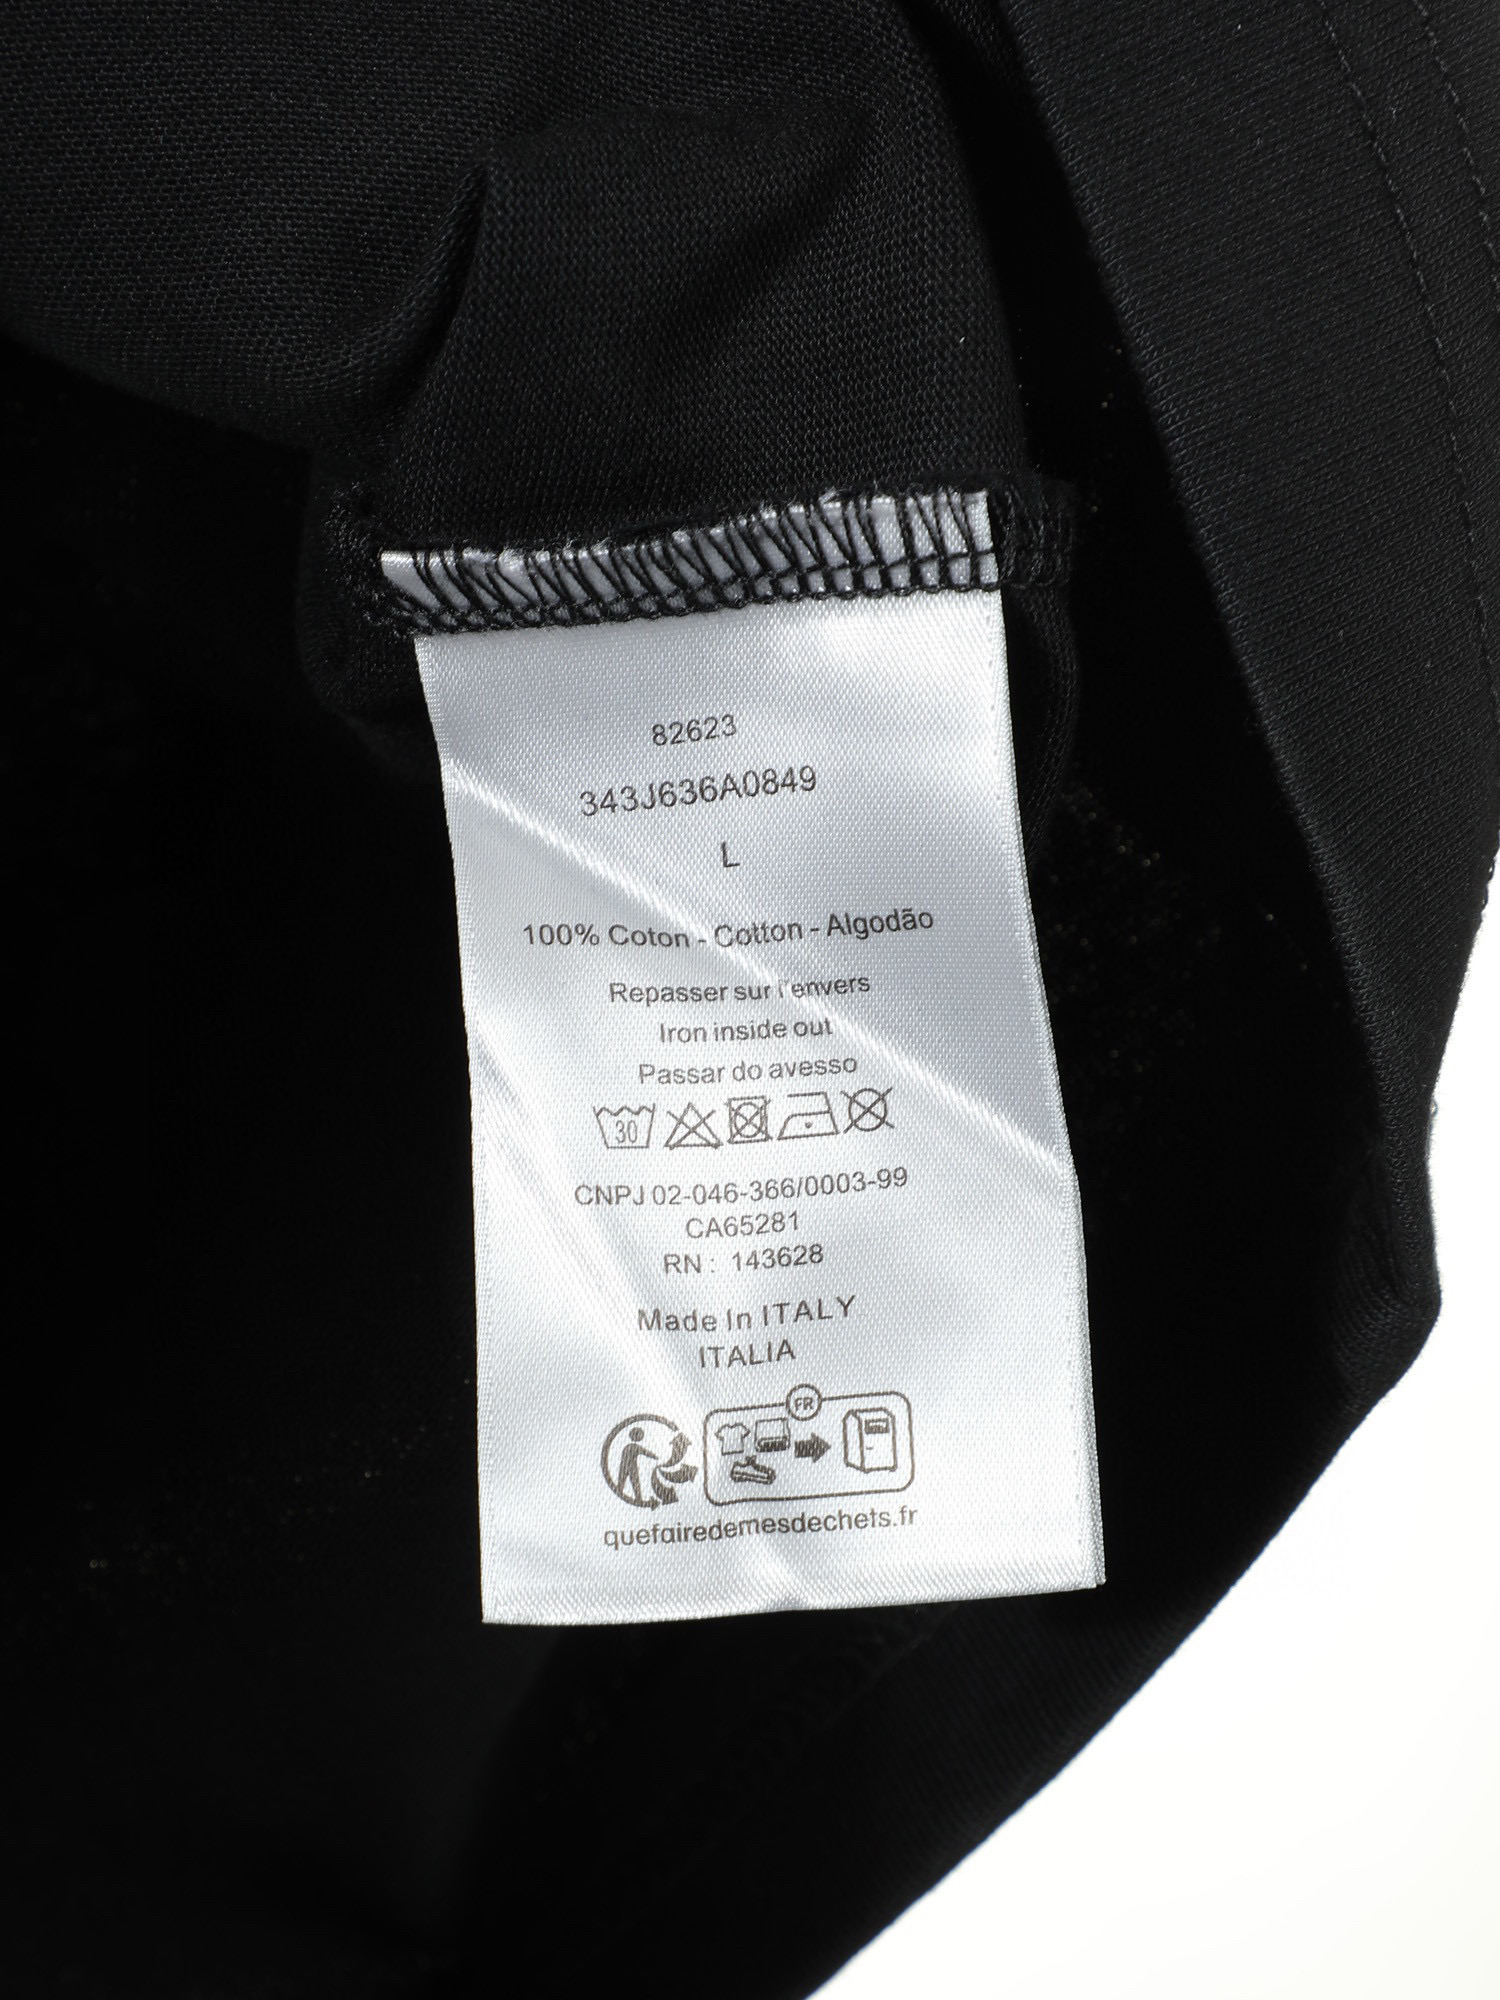 82623
343J636A0849
L
100% Coton - Cotton - Algodão
Repasser sur l'envers
Iron inside out
Passar do avesso
30
CNPJ 02-046-366/0003-99
CA65281
RN : 143628
Made In ITALY
ITALIA
FR
quefairedemesdechets.fr